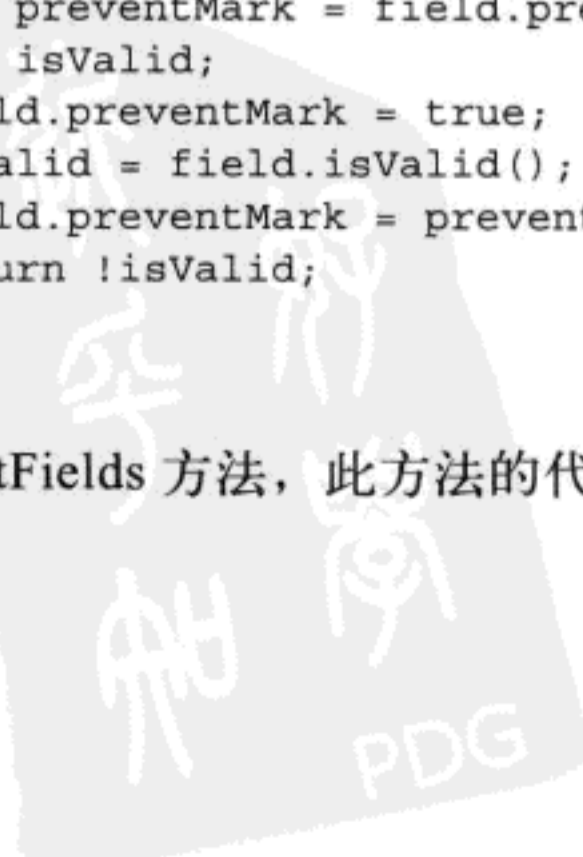 preventMark = field.pre
isValid;
ld.preventMark = true;
alid = field.isValid();
ld.preventMark = prevent
urn !isValid;
tFields 方法，此方法的代
PDG